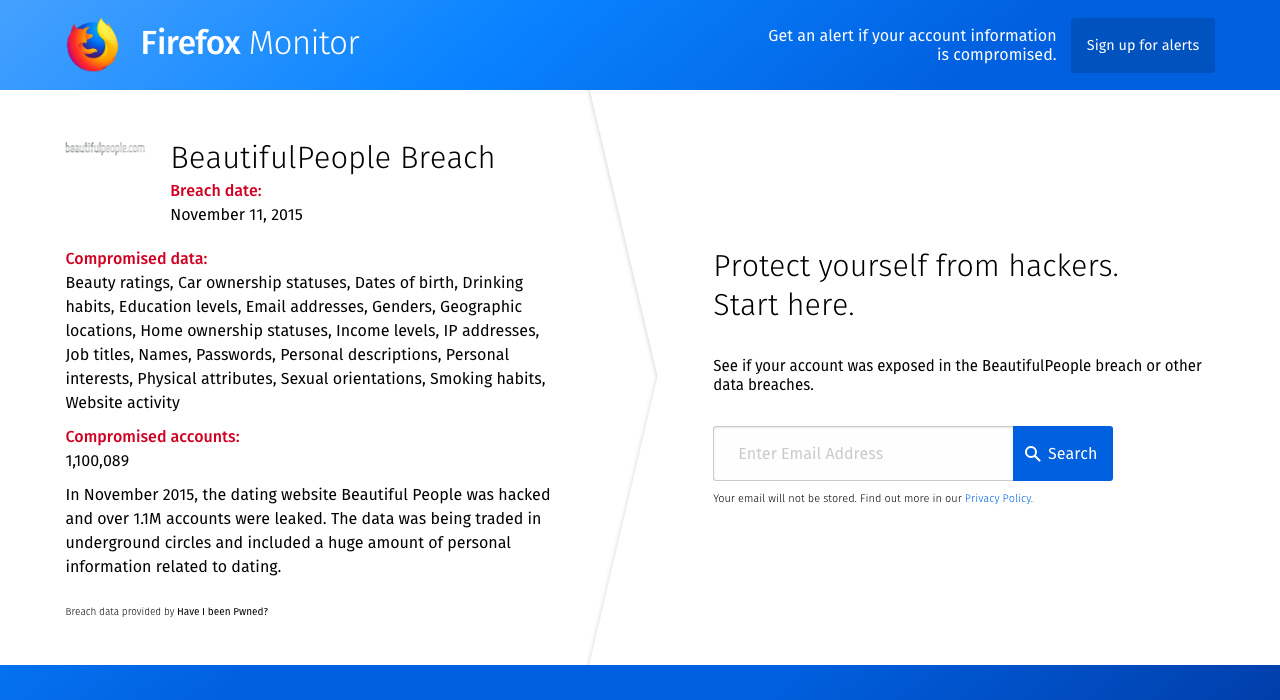 Firefox Monitor
Get an alert if your account information
is compromised.
Sign up for alerts
beautifulpeople.com
BeautifulPeople Breach
Breach date:
November 11, 2015
Compromised data:
Beauty ratings, Car ownership statuses, Dates of birth, Drinking
habits, Education levels, Email addresses, Genders, Geographic
locations, Home ownership statuses, Income levels, IP addresses,
Job titles, Names, Passwords, Personal descriptions, Personal
interests, Physical attributes, Sexual orientations, Smoking habits,
Website activity
Compromised accounts:
1,100,089
In November 2015, the dating website Beautiful People was hacked
and over 1.1M accounts were leaked. The data was being traded in
underground circles and included a huge amount of personal
information related to dating.
Breach data provided by Have I been Pwned?
Protect yourself from hackers.
Start here.
See if your account was exposed in the BeautifulPeople breach or other
data breaches.
Enter Email Address
Search
Your email will not be stored. Find out more in our Privacy Policy.